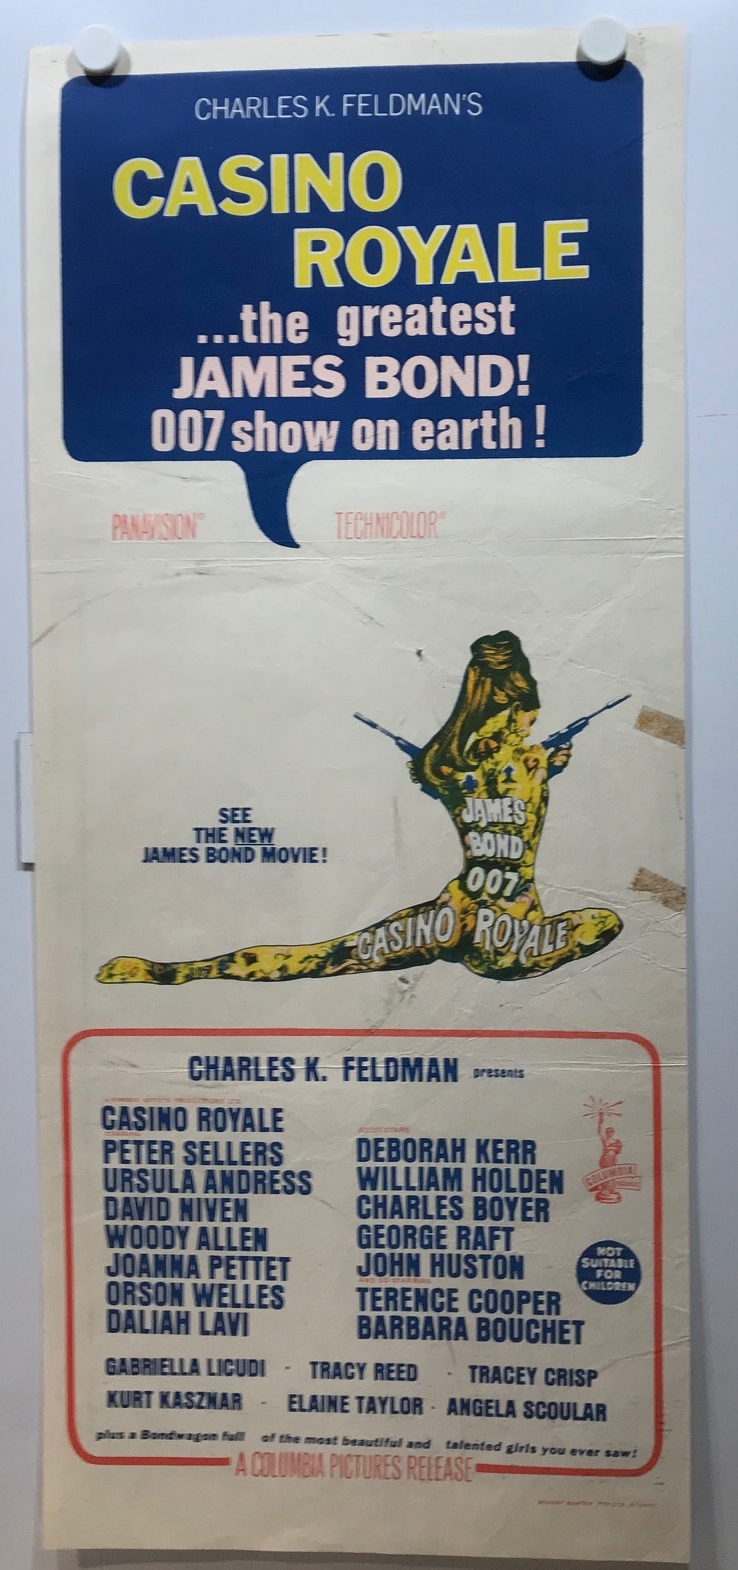 CHARLES K. FELDMAN'S
CASINO
ROYALE
...the greatest
JAMES BOND!
007 show on earth!
PANAVISION®
TECHNICOLOR®
SEE
THE NEW
JAMES BOND MOVIE!
JAMES
BOND
007
CASINO ROYALE
CHARLES K. FELDMAN presents
CASINO ROYALE
PETER SELLERS
URSULA ANDRESS
DAVID NIVEN
WOODY ALLEN
JOANNA PETTET
ORSON WELLES
DALIAH LAVI
DEBORAH KERR
WILLIAM HOLDEN
CHARLES BOYER
GEORGE RAFT
JOHN HUSTON
AND CO-STARRING
TERENCE COOPER
BARBARA BOUCHET
COLUMBIA
NOT
SUITABLE
FOR
CHILDREN
GABRIELLA LICUDI - TRACY REED - TRACEY CRISP
KURT KASZNAR - ELAINE TAYLOR - ANGELA SCOULAR
plus a Bondwagon full of the most beautiful and talented girls you ever saw!
A COLUMBIA PICTURES RELEASE